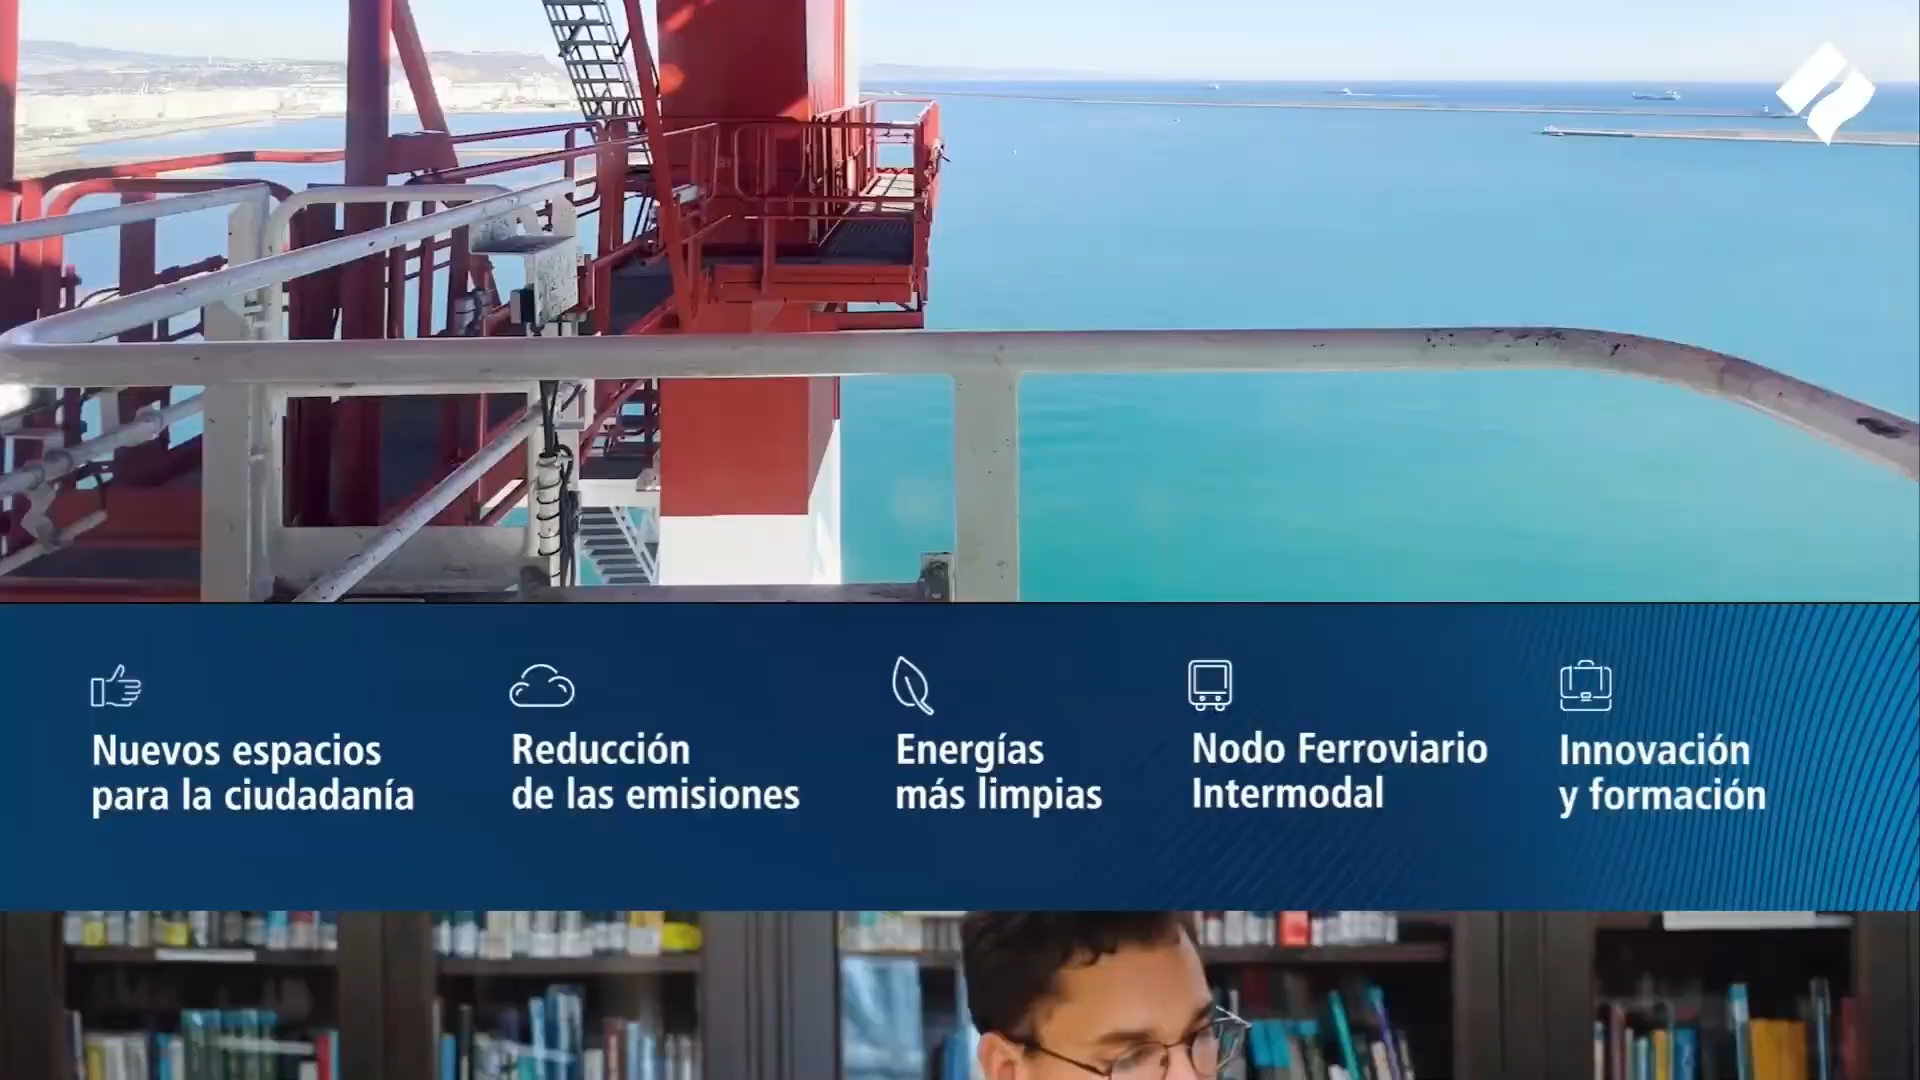 Nuevos espacios
para la ciudadanía
Reducción
de las emisiones
Energías
más limpias
Nodo Ferroviario
Intermodal
Innovación
y formación